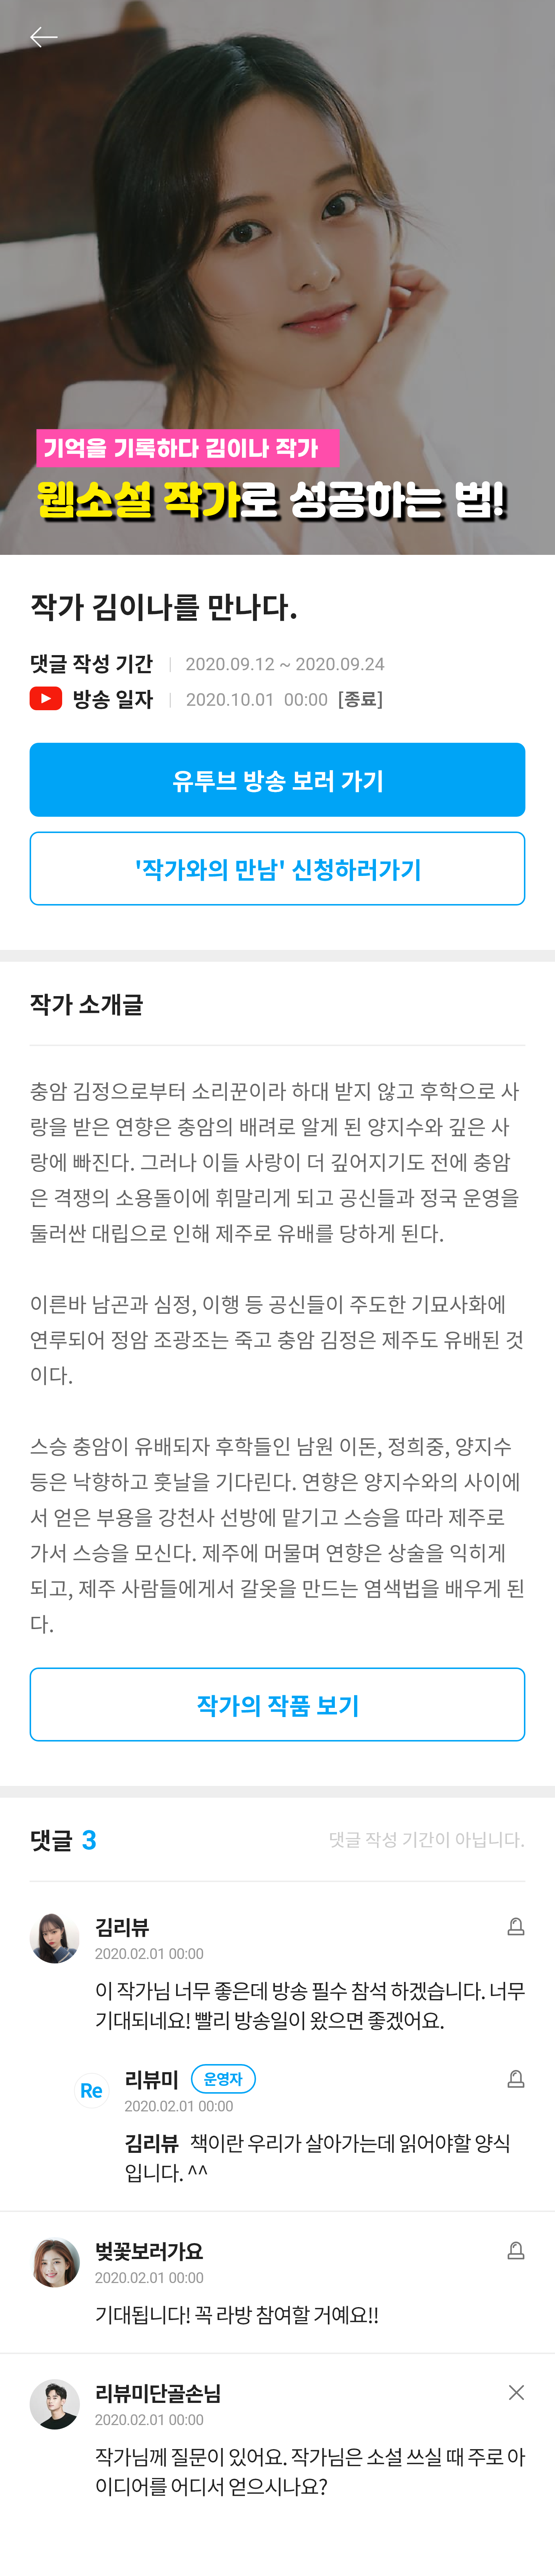 기억을 기록하다 김이나 작가
웹소설 작가로 성공하는 법!
작가 김이나를 만나다.
댓글 작성 기간 | 2020.09.12 ~ 2020.09.24
방송 일자 | 2020.10.01 00:00 [종료]
유투브 방송 보러 가기
'작가와의 만남' 신청하러가기
작가 소개글
충암 김정으로부터 소리꾼이라 하대 받지 않고 후학으로 사
랑을 받은 연향은 충암의 배려로 알게 된 양지수와 깊은 사
랑에 빠진다. 그러나 이들 사랑이 더 깊어지기도 전에 충암
은 격쟁의 소용돌이에 휘말리게 되고 공신들과 정국 운영을
둘러싼 대립으로 인해 제주로 유배를 당하게 된다.
이른바 남곤과 심정, 이행 등 공신들이 주도한 기묘사화에
연루되어 정암 조광조는 죽고 충암 김정은 제주도 유배된 것
이다.
스승 충암이 유배되자 후학들인 남원 이돈, 정희중, 양지수
등은 낙향하고 훗날을 기다린다. 연향은 양지수와의 사이에
서 얻은 부용을 강천사 선방에 맡기고 스승을 따라 제주로
가서 스승을 모신다. 제주에 머물며 연향은 상술을 익히게
되고, 제주 사람들에게서 갈옷을 만드는 염색법을 배우게 된
다.
작가의 작품 보기
댓글 3 댓글 작성 기간이 아닙니다.
김리뷰
2020.02.01 00:00
이 작가님 너무 좋은데 방송 필수 참석 하겠습니다. 너무
기대되네요! 빨리 방송일이 왔으면 좋겠어요.
Re 리뷰미 운영자
2020.02.01 00:00
김리뷰 책이란 우리가 살아가는데 읽어야할 양식
입니다. ^^
벚꽃보러가요
2020.02.01 00:00
기대됩니다! 꼭 라방 참여할 거예요!!
리뷰미단골손님
2020.02.01 00:00
작가님께 질문이 있어요. 작가님은 소설 쓰실 때 주로 아
이디어를 어디서 얻으시나요?